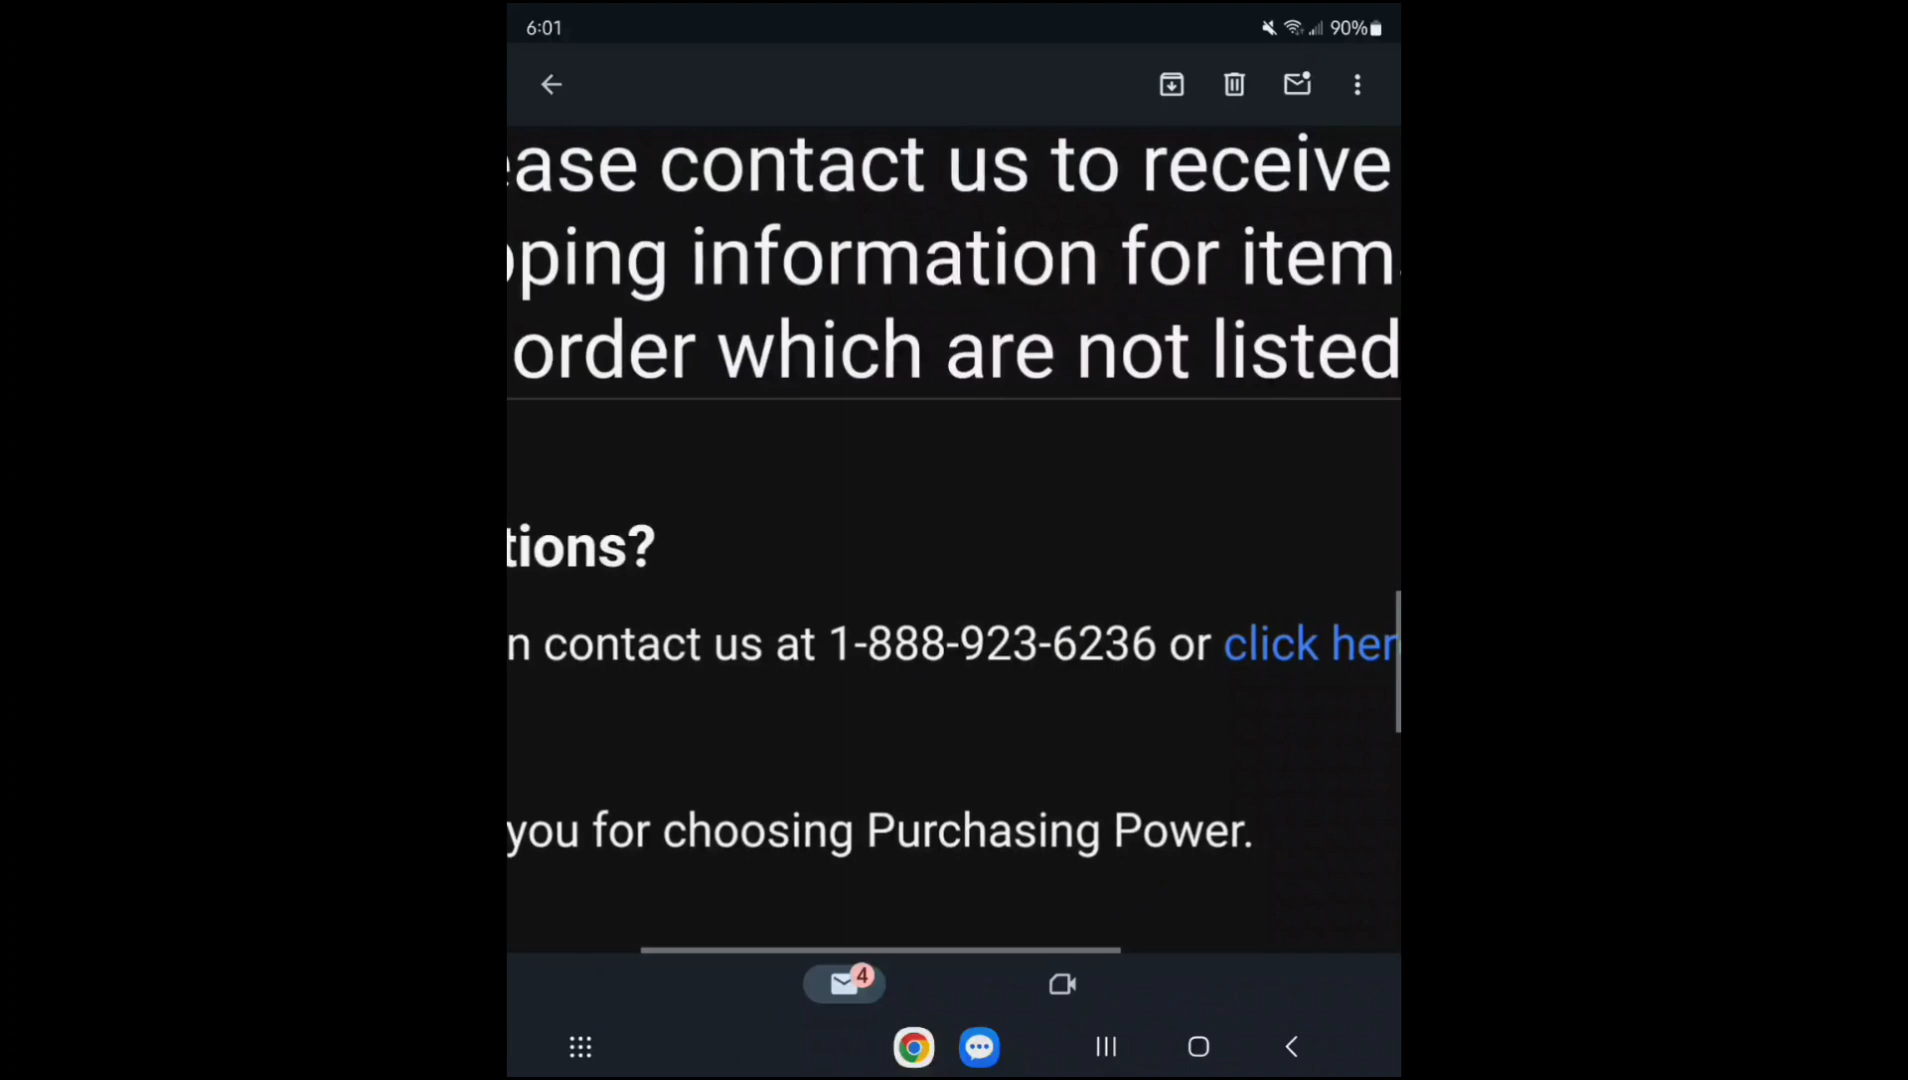 6:01
90%
ease contact us to receive
pping information for item
order which are not listed
tions?
n contact us at 1-888-923-6236 or click her
you for choosing Purchasing Power.
4